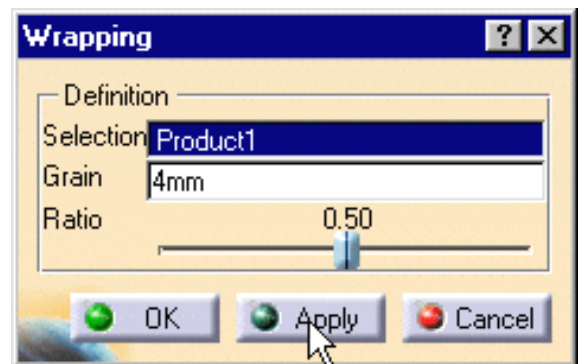 Wrapping ? X
Definition
Selection Product1
Grain 4mm
Ratio 0.50
OK Apply Cancel